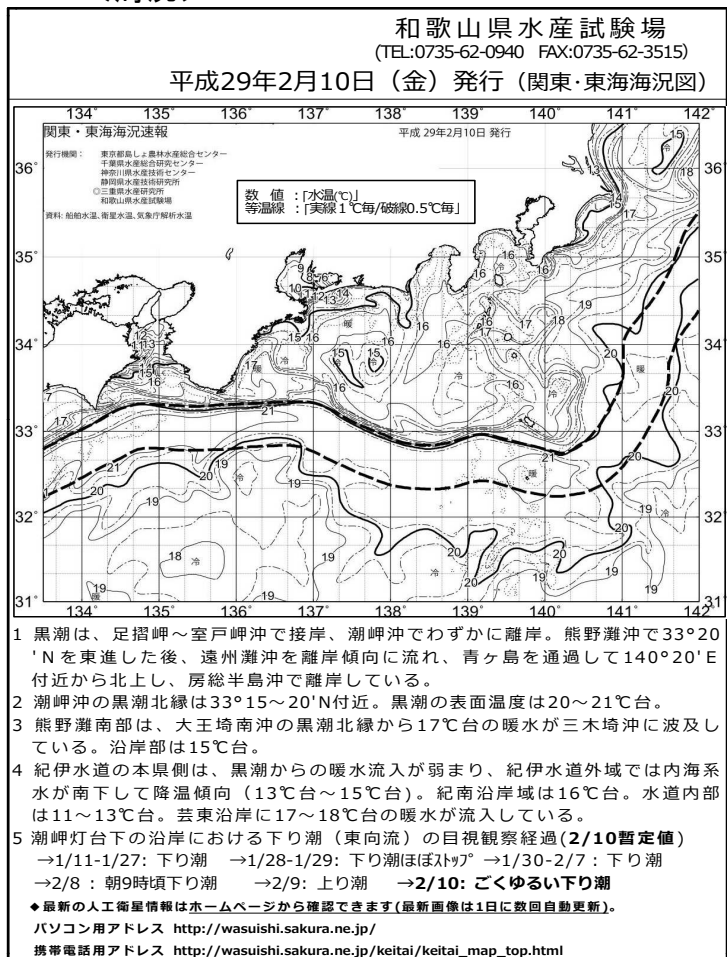 和歌山県水産試験場
(TEL:0735-62-0940 FAX:0735-62-3515)
平成29年2月10日（金）発行（関東･東海海況図）
134° 135° 136° 137° 138° 139° 140° 141° 142°
関東・東海海況速報
平成 29年2月10日 発行
発行機関： 東京都島しょ農林水産総合センター
千葉県水産総合研究センター
神奈川県水産技術センター
静岡県水産技術研究所
◎三重県水産研究所
和歌山県水産試験場
資料: 船舶水温､衛星水温､気象庁解析水温
数 値：｢水温(℃)｣
等温線：｢実線１℃毎/破線0.5℃毎｣
36°
35°
34°
33°
32°
31°
134° 135° 136° 137° 138° 139° 140° 141° 142°
1 黒潮は、足摺岬～室戸岬沖で接岸、潮岬沖でわずかに離岸。熊野灘沖で33°20
'Ｎを東進した後、遠州灘沖を離岸傾向に流れ、青ヶ島を通過して140°20'Ｅ
付近から北上し、房総半島沖で離岸している。
2 潮岬沖の黒潮北縁は33°15～20'N付近。黒潮の表面温度は20～21℃台。
3 熊野灘南部は、大王埼南沖の黒潮北縁から17℃台の暖水が三木埼沖に波及し
ている。沿岸部は15℃台。
4 紀伊水道の本県側は、黒潮からの暖水流入が弱まり、紀伊水道外域では内海系
水が南下して降温傾向（13℃台～15℃台)。紀南沿岸域は16℃台。水道内部
は11～13℃台。芸東沿岸に17～18℃台の暖水が流入している。
5 潮岬灯台下の沿岸における下り潮（東向流）の目視観察経過(2/10暫定値)
→1/11-1/27: 下り潮 →1/28-1/29: 下り潮ほぼｽﾄｯﾌﾟ →1/30-2/7 : 下り潮
→2/8 : 朝9時頃下り潮 →2/9: 上り潮 →2/10: ごくゆるい下り潮
◆最新の人工衛星情報はホームページから確認できます(最新画像は1日に数回自動更新)。
パソコン用アドレス http://wasuishi.sakura.ne.jp/
携帯電話用アドレス http://wasuishi.sakura.ne.jp/keitai/keitai_map_top.html